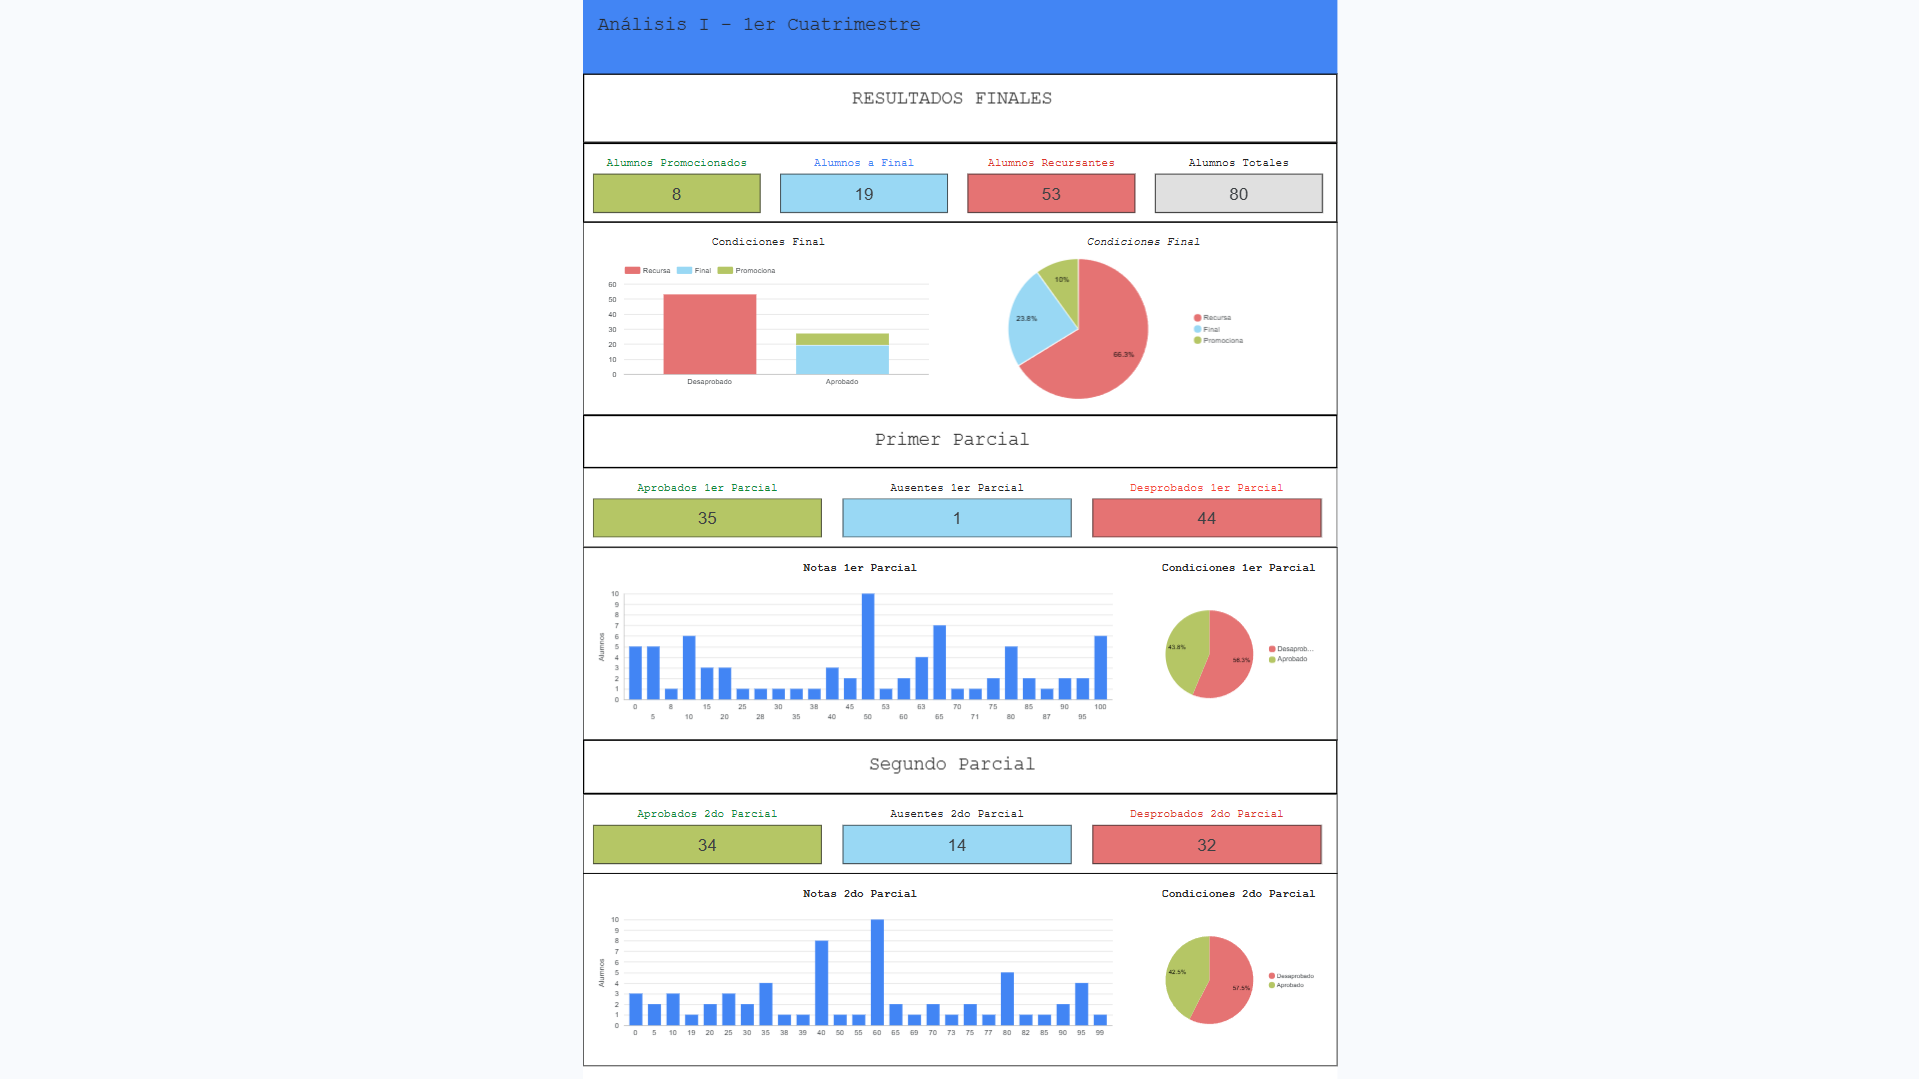 Análisis I - 1er Cuatrimestre
RESULTADOS FINALES
Alumnos Promocionados
8
Alumnos a Final
19
Alumnos Recursantes
53
Alumnos Totales
80
Condiciones Final
Recursa Final Promociona
60
50
40
30
20
10
0
Desaprobado Aprobado
Condiciones Final
10%
23.8%
66.3%
Recursa
Final
Promociona
Primer Parcial
Aprobados 1er Parcial
35
Ausentes 1er Parcial
1
Desprobados 1er Parcial
44
Notas 1er Parcial
Alumnos
10
9
8
7
6
5
4
3
2
1
0
0 8 15 25 30 38 45 53 63 70 75 85 90 100
5 10 20 28 35 40 50 60 65 71 80 87 95
Condiciones 1er Parcial
43.8%
56.3%
Desaprob...
Aprobado
Segundo Parcial
Aprobados 2do Parcial
34
Ausentes 2do Parcial
14
Desprobados 2do Parcial
32
Notas 2do Parcial
Alumnos
10
9
8
7
6
5
4
3
2
1
0
0 5 10 19 20 25 30 35 38 39 40 50 55 60 65 69 70 73 75 77 80 82 85 90 95 99
Condiciones 2do Parcial
42.5%
57.5%
Desaprobado
Aprobado